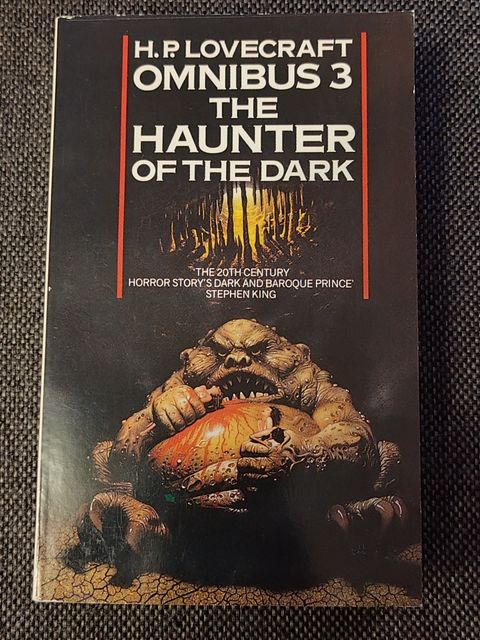 H.P. LOVECRAFT
OMNIBUS 3
THE
HAUNTER
OF THE DARK
'THE 20TH CENTURY
HORROR STORY'S DARK AND BAROQUE PRINCE'
STEPHEN KING